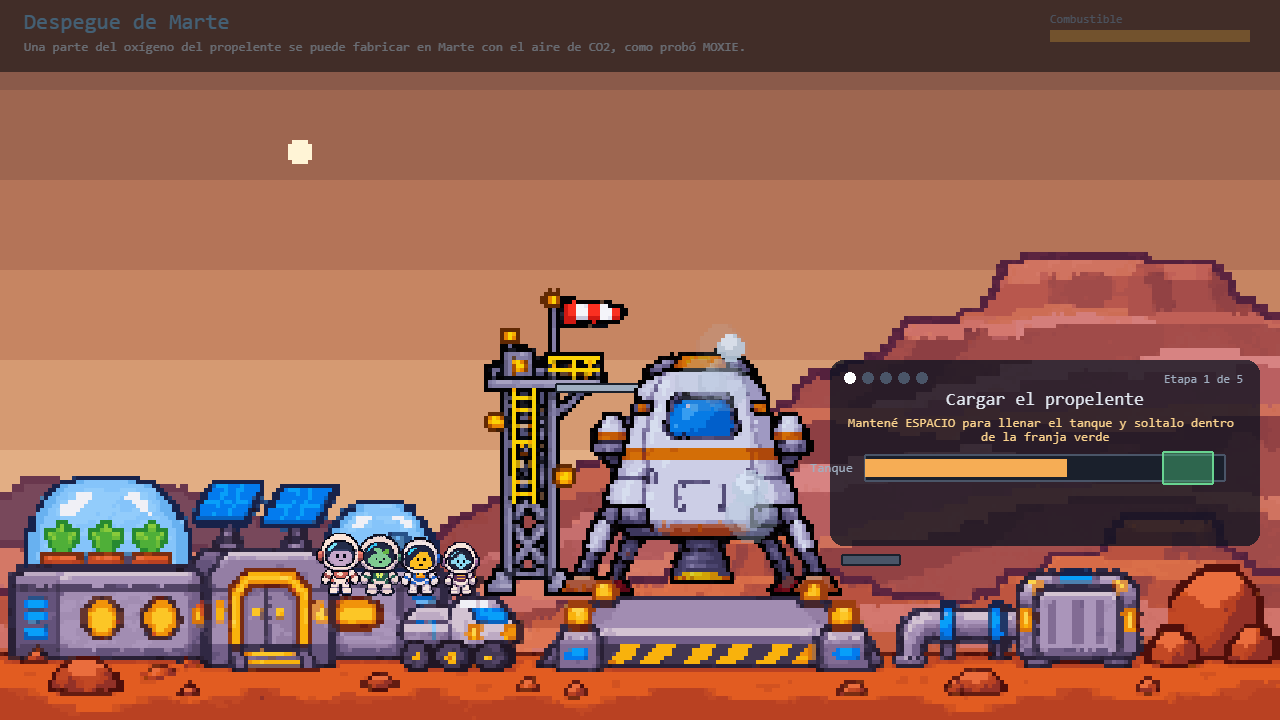 Despegue de Marte
Una parte del oxígeno del propelente se puede fabricar en Marte con el aire de CO2, como probó MOXIE.
Combustible
Etapa 1 de 5
Cargar el propelente
Mantené ESPACIO para llenar el tanque y soltalo dentro
de la franja verde
Tanque